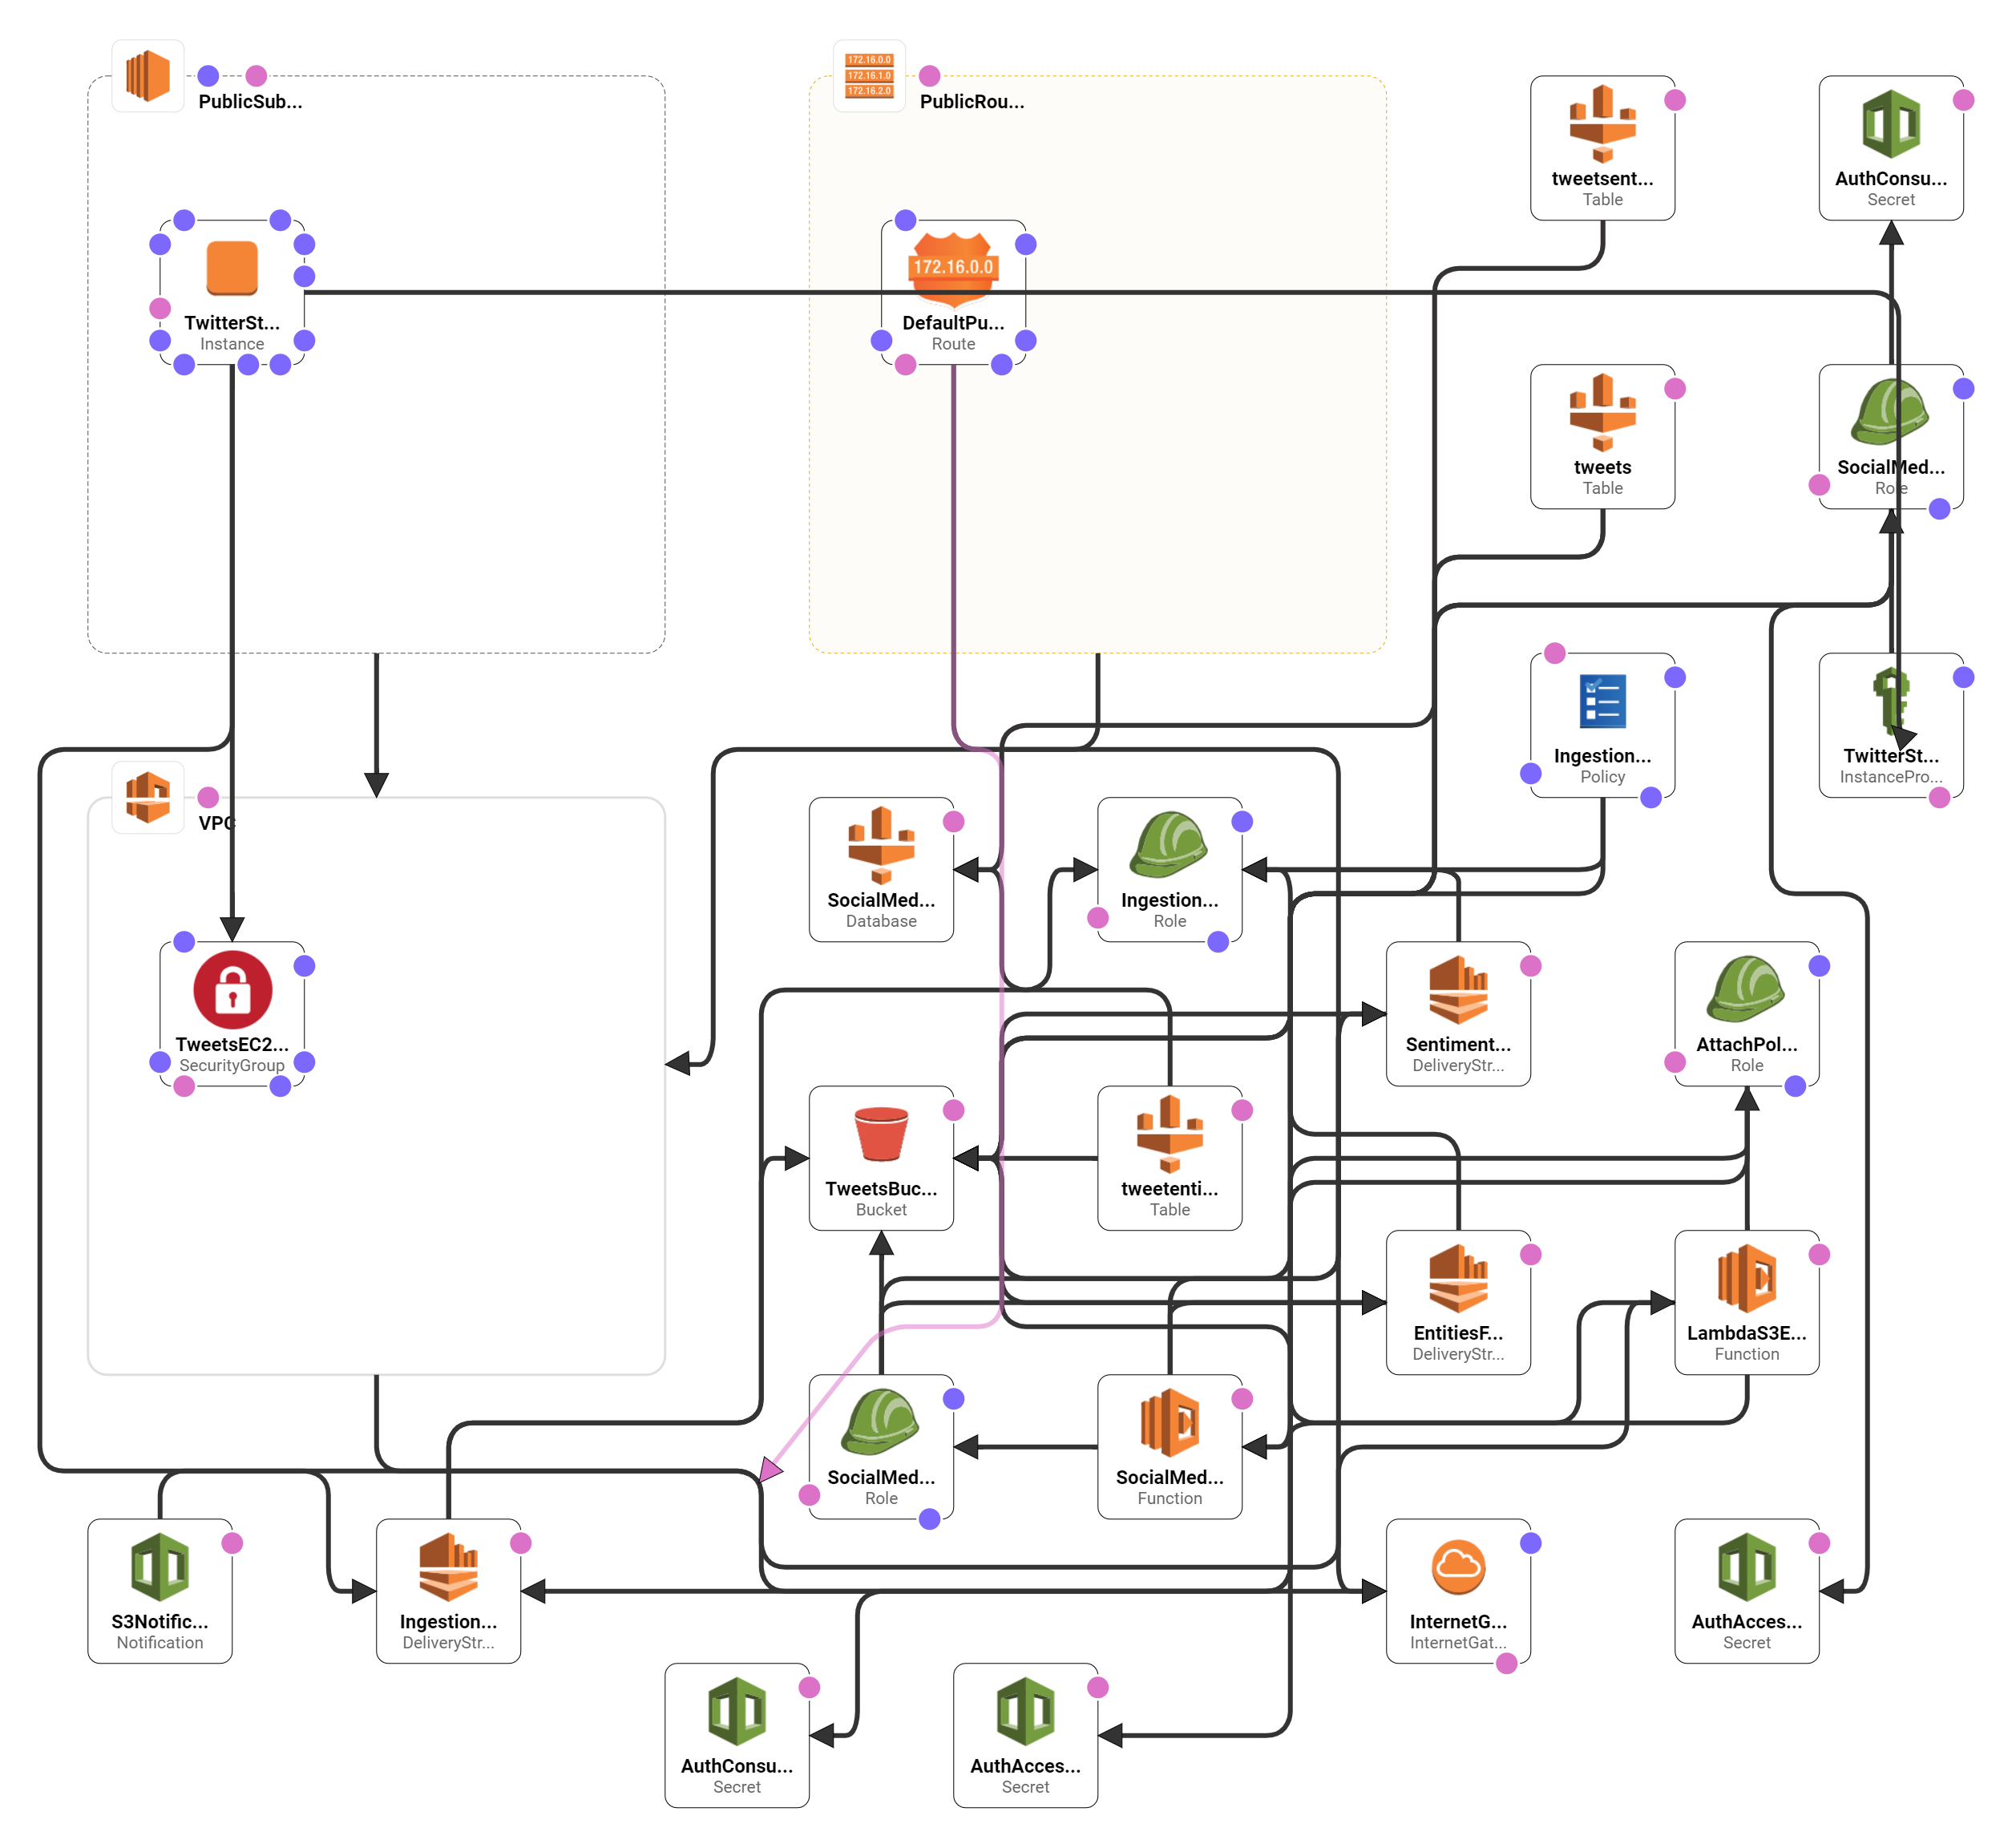 PublicSub...
172.16.0.0
172.16.1.0
172.16.2.0
PublicRou...
tweetsent...
Table
AuthConsu...
Secret
TwitterSt...
Instance
172.16.0.0
DefaultPu...
Route
tweets
Table
SocialMed...
Role
Ingestion...
Policy
TwitterSt...
InstancePro...
VPC
SocialMed...
Database
Ingestion...
Role
TweetsEC2...
SecurityGroup
Sentiment...
DeliveryStr...
AttachPol...
Role
TweetsBuc...
Bucket
tweetenti...
Table
EntitiesF...
DeliveryStr...
LambdaS3E...
Function
SocialMed...
Role
SocialMed...
Function
S3Notific...
Notification
Ingestion...
DeliveryStr...
InternetG...
InternetGat...
AuthAcces...
Secret
AuthConsu...
Secret
AuthAcces...
Secret